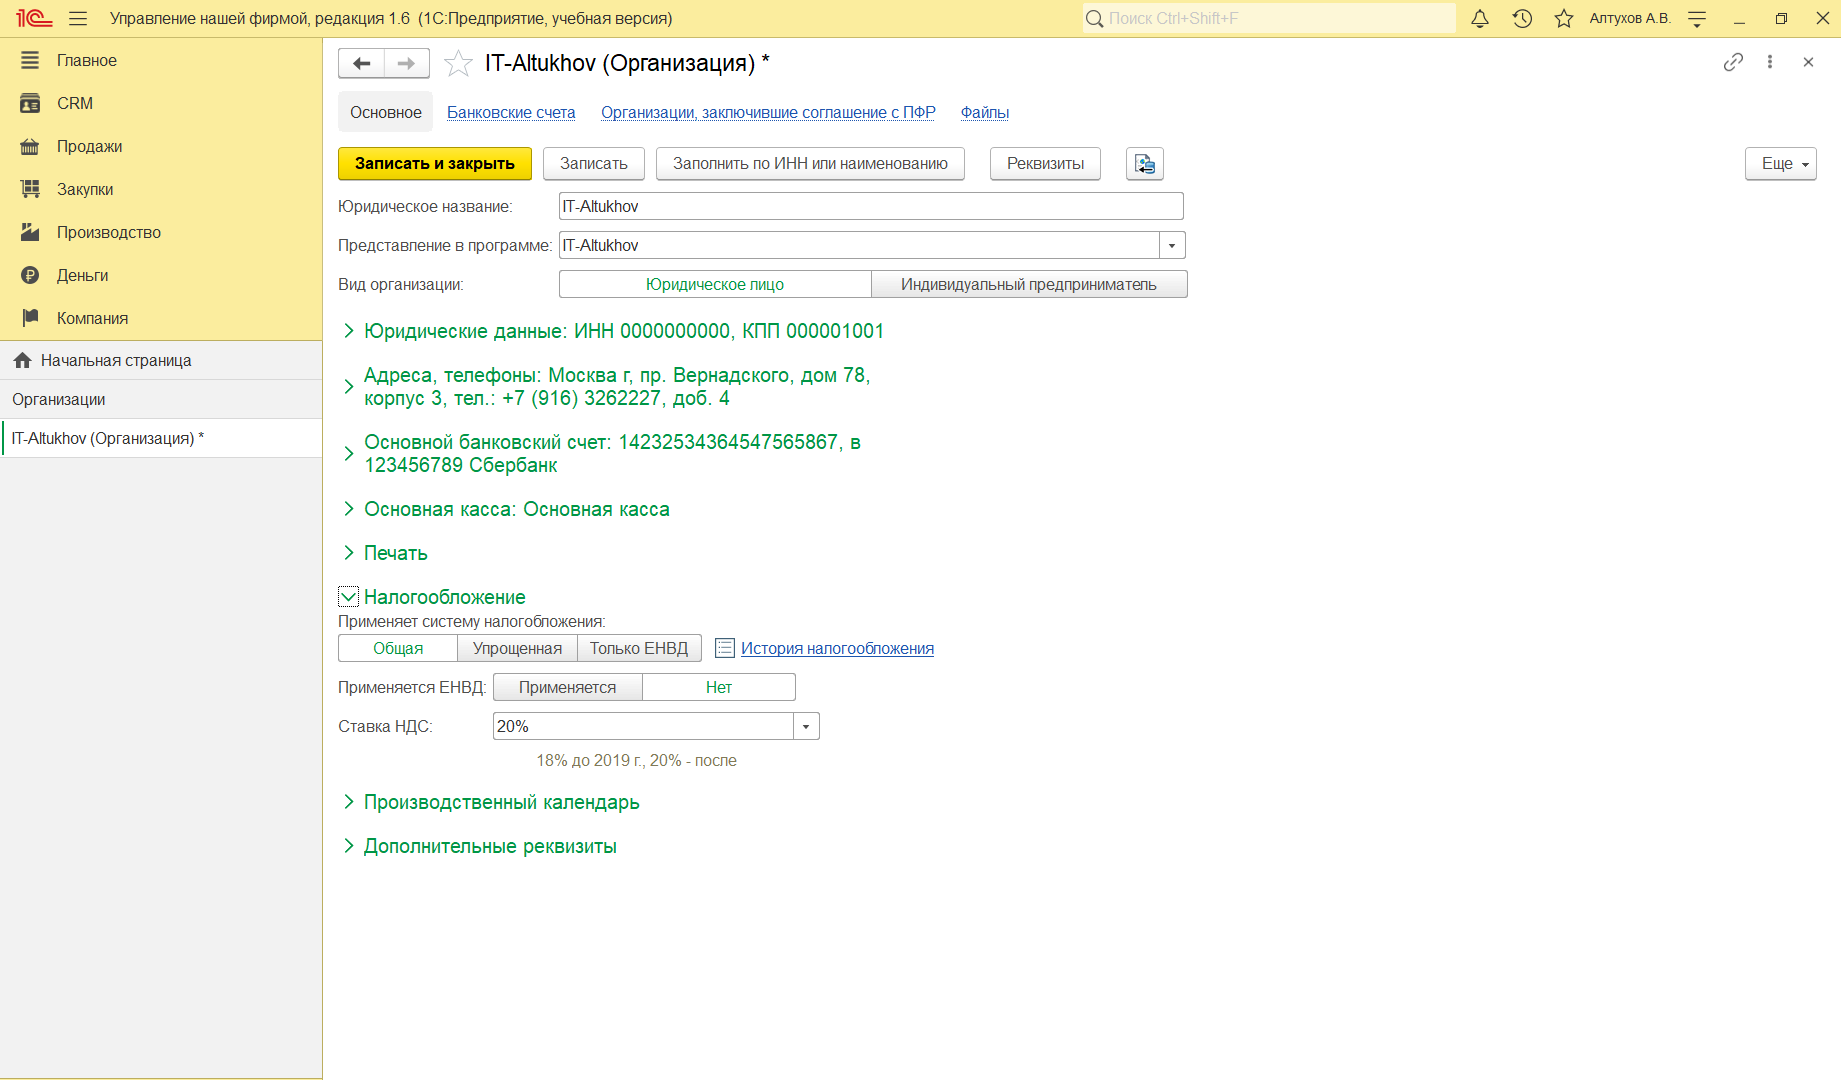 1С Управление нашей фирмой, редакция 1.6 (1С:Предприятие, учебная версия)
Поиск Ctrl+Shift+F
Алтухов А.В.
Главное
CRM
Продажи
Закупки
Производство
Деньги
Компания
Начальная страница
Организации
IT-Altukhov (Организация) *
IT-Altukhov (Организация) *
Основное Банковские счета Организации, заключившие соглашение с ПФР Файлы
Записать и закрыть Записать Заполнить по ИНН или наименованию Реквизиты Еще
Юридическое название: IT-Altukhov
Представление в программе: IT-Altukhov
Вид организации: Юридическое лицо Индивидуальный предприниматель
Юридические данные: ИНН 0000000000, КПП 000001001
Адреса, телефоны: Москва г, пр. Вернадского, дом 78,
корпус 3, тел.: +7 (916) 3262227, доб. 4
Основной банковский счет: 14232534364547565867, в
123456789 Сбербанк
Основная касса: Основная касса
Печать
Налогообложение
Применяет систему налогобложения:
Общая Упрощенная Только ЕНВД История налогообложения
Применяется ЕНВД: Применяется Нет
Ставка НДС: 20%
18% до 2019 г., 20% - после
Производственный календарь
Дополнительные реквизиты